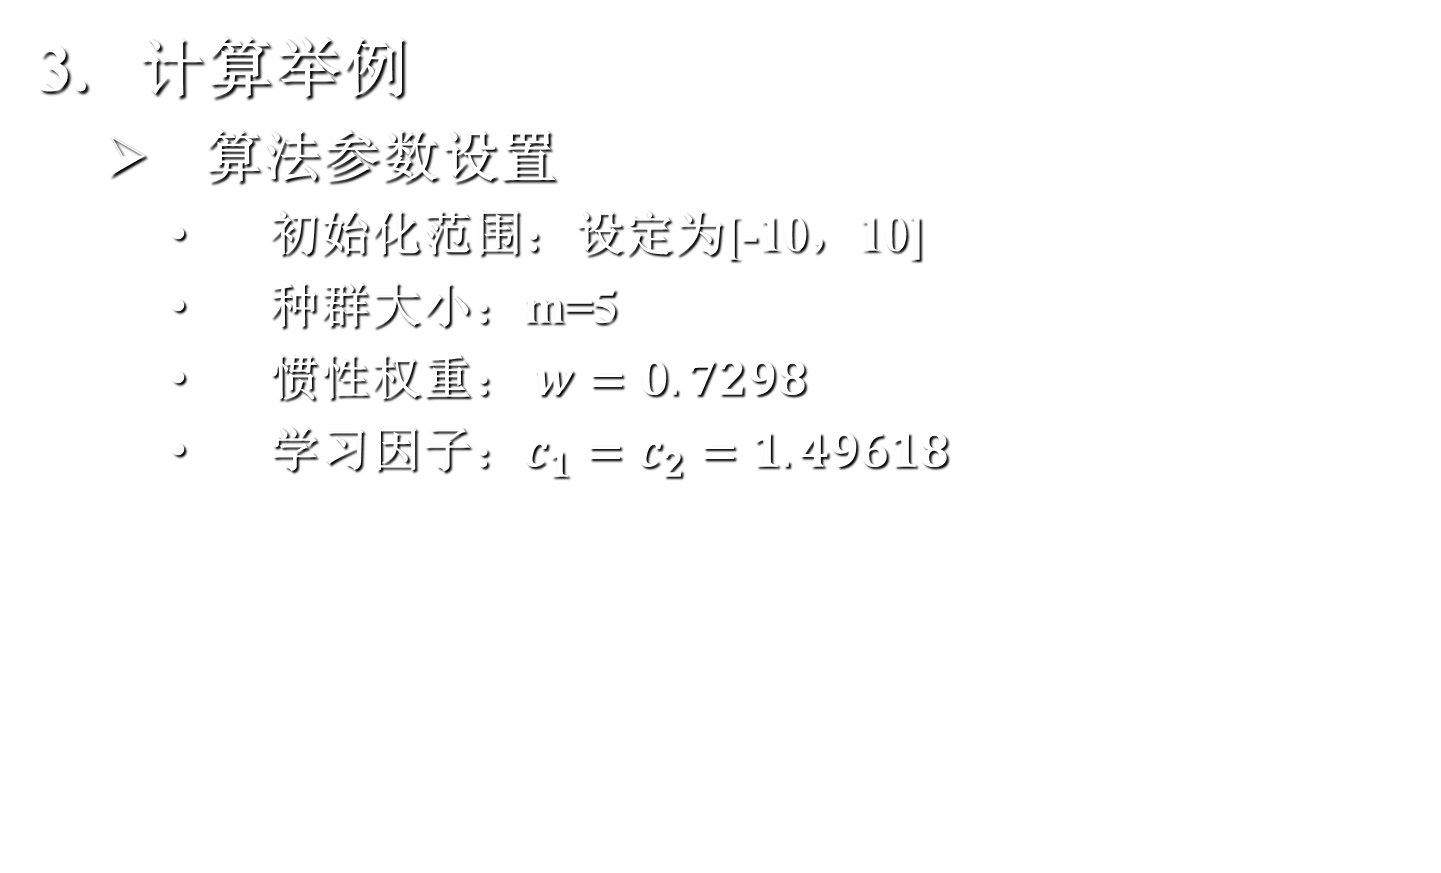 3. 计算举例
➢ 算法参数设置
• 初始化范围：设定为[-10，10]
• 种群大小：m=5
• 惯性权重： w = 0.7298
• 学习因子：c₁ = c₂ = 1.49618